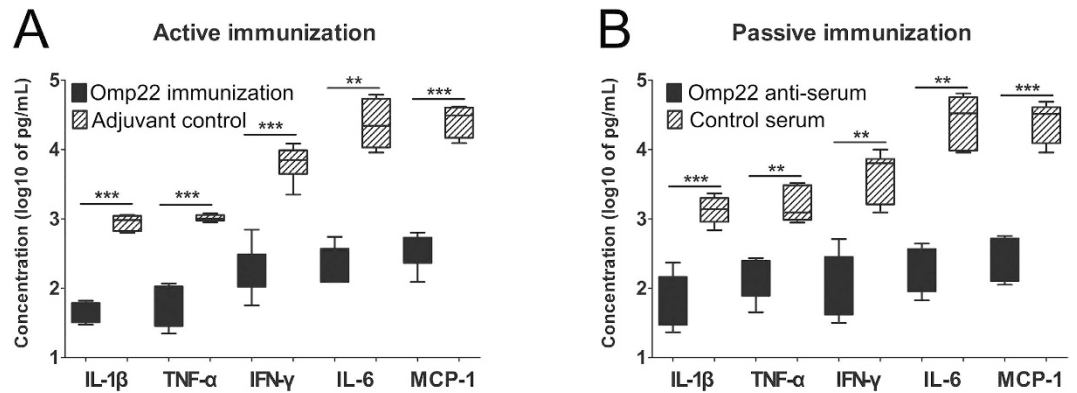 A
Active immunization
Concentration (log10 of pg/mL)
5
4
3
2
1
Omp22 immunization
Adjuvant control
***
***
***
**
***
IL-1β TNF-α IFN-γ IL-6 MCP-1
B
Passive immunization
Concentration (log10 of pg/mL)
5
4
3
2
1
Omp22 anti-serum
Control serum
***
**
**
**
***
IL-1β TNF-α IFN-γ IL-6 MCP-1